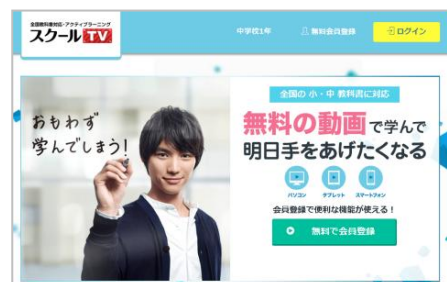 全国教科書対応・アクティブラーニング
スクールTV
中学校1年
無料会員登録
ログイン
全国の 小・中 教科書に対応
おもわず
学んでしまう!
無料の動画で学んで
明日手をあげたくなる
パソコン
タブレット
スマートフォン
会員登録で便利な機能が使える!
無料で会員登録